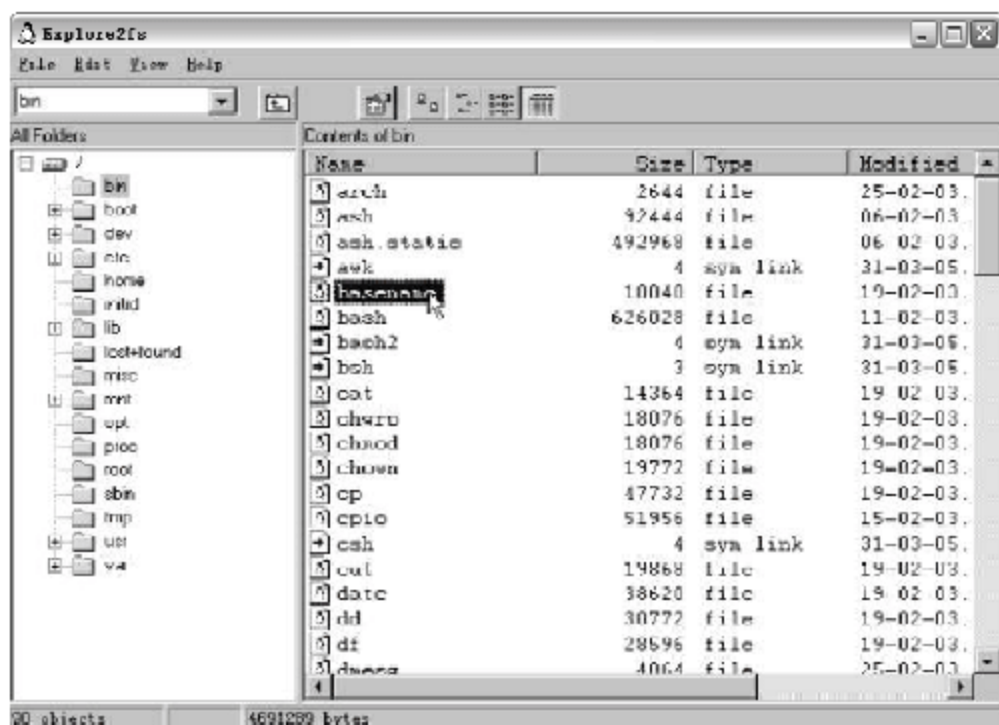 Explore2fs
File Edit View Help
bin
All Folders
Contents of bin
/
bin
boot
dev
etc
home
initrd
lib
lost+found
misc
mnt
opt
proc
root
sbin
tmp
usr
var
Name Size Type Modified
arch 2644 file 25-02-03.
ash 92444 file 06-02-03.
ash.static 492968 file 06-02-03.
awk 4 sym link 31-03-05.
basename 10040 file 19-02-03.
bash 626028 file 11-02-03.
bash2 4 sym link 31-03-05.
bsh 3 sym link 31-03-05.
cat 14364 file 19-02-03.
chgrp 18076 file 19-02-03.
chmod 18076 file 19-02-03.
chown 19772 file 19-02-03.
cp 47732 file 19-02-03.
cpio 51956 file 15-02-03.
csh 4 sym link 31-03-05.
cut 19868 file 19-02-03.
date 38620 file 19-02-03.
dd 30772 file 19-02-03.
df 28696 file 19-02-03.
dmesg 4064 file 25-02-03
objects 4691289 bytes